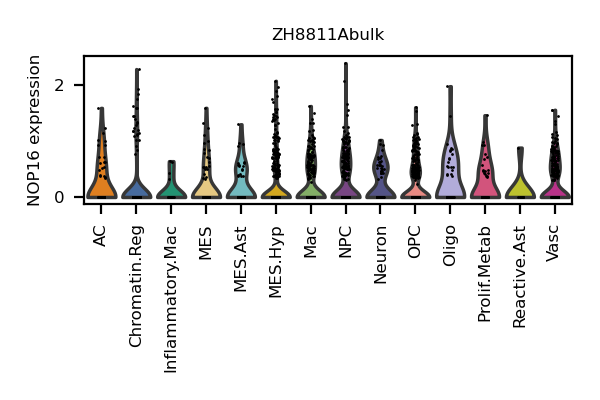 ZH8811Abulk
NOP16 expression
2
0
AC
Chromatin.Reg
Inflammatory.Mac
MES
MES.Ast
MES.Hyp
Mac
NPC
Neuron
OPC
Oligo
Prolif.Metab
Reactive.Ast
Vasc